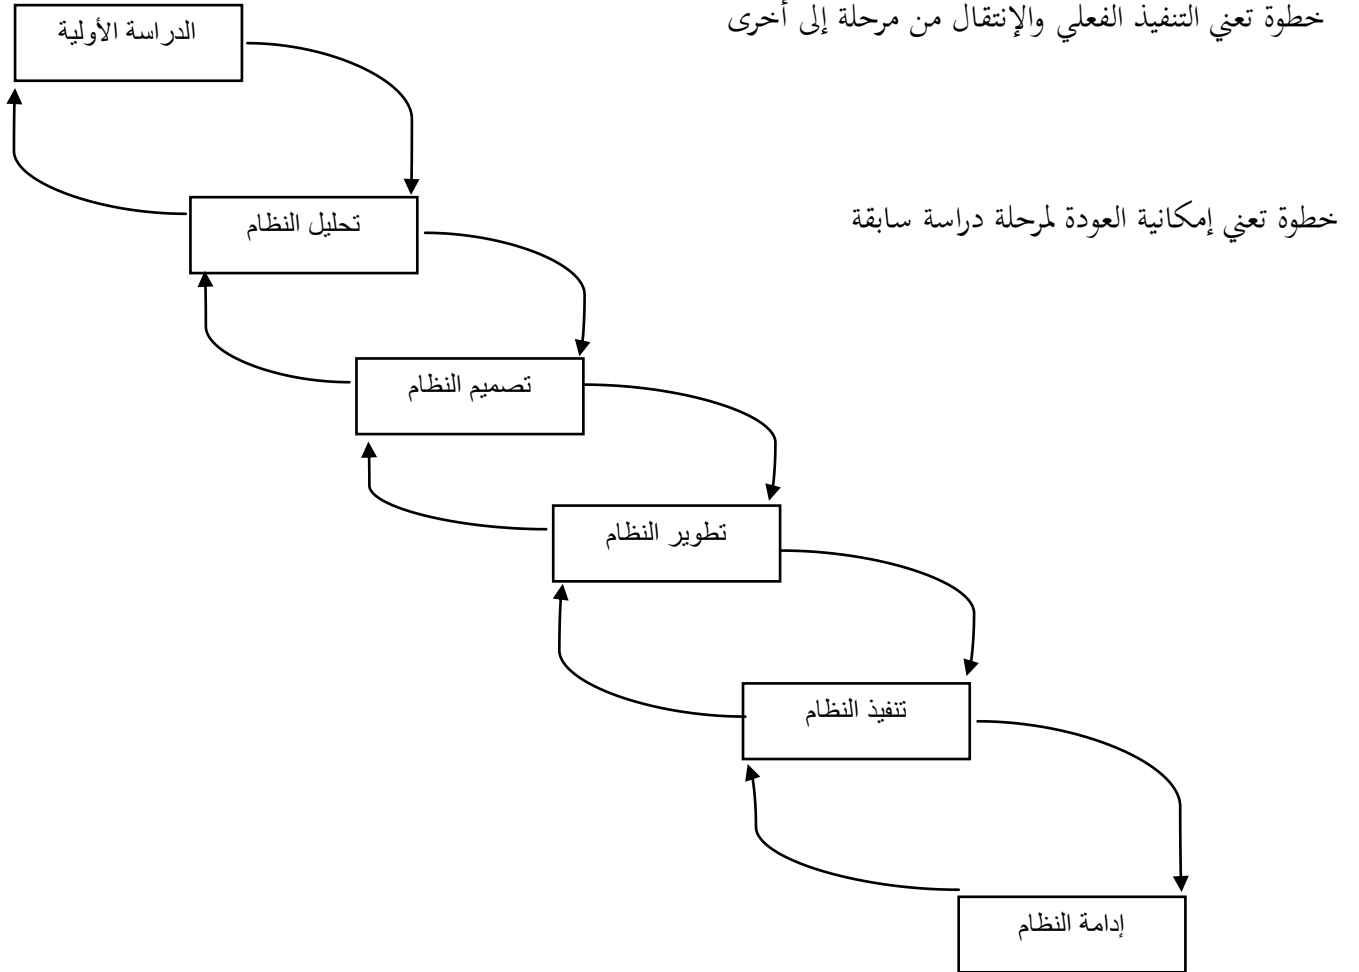 خطوة تعني التنفيذ الفعلي والإنتقال من مرحلة إلى أخرى
الدراسة الأولية
خطوة تعني إمكانية العودة لمرحلة دراسة سابقة
تحليل النظام
تصميم النظام
تطوير النظام
تنفيذ النظام
إدامة النظام